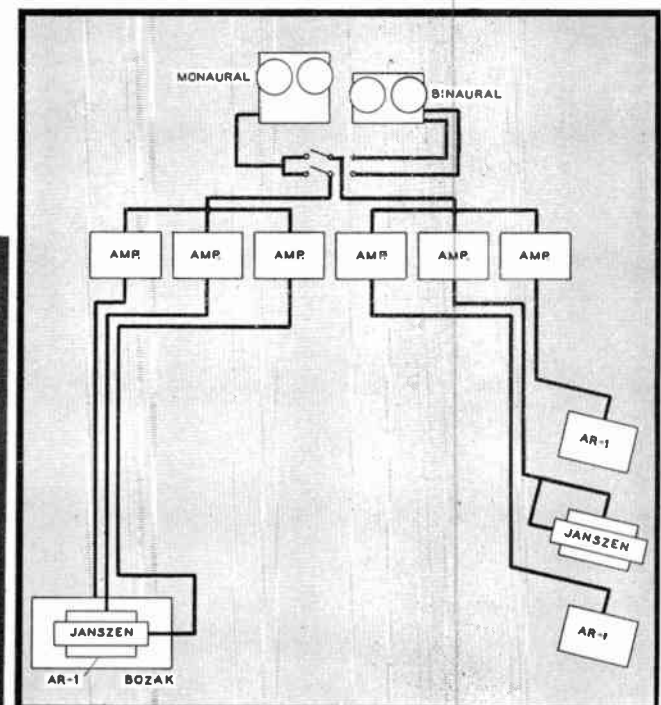 MONAURAL
BINAURAL
AMP. AMP. AMP. AMP. AMP. AMP.
AR-1
JANSZEN
AR-1
JANSZEN
AR-1 BOZAK